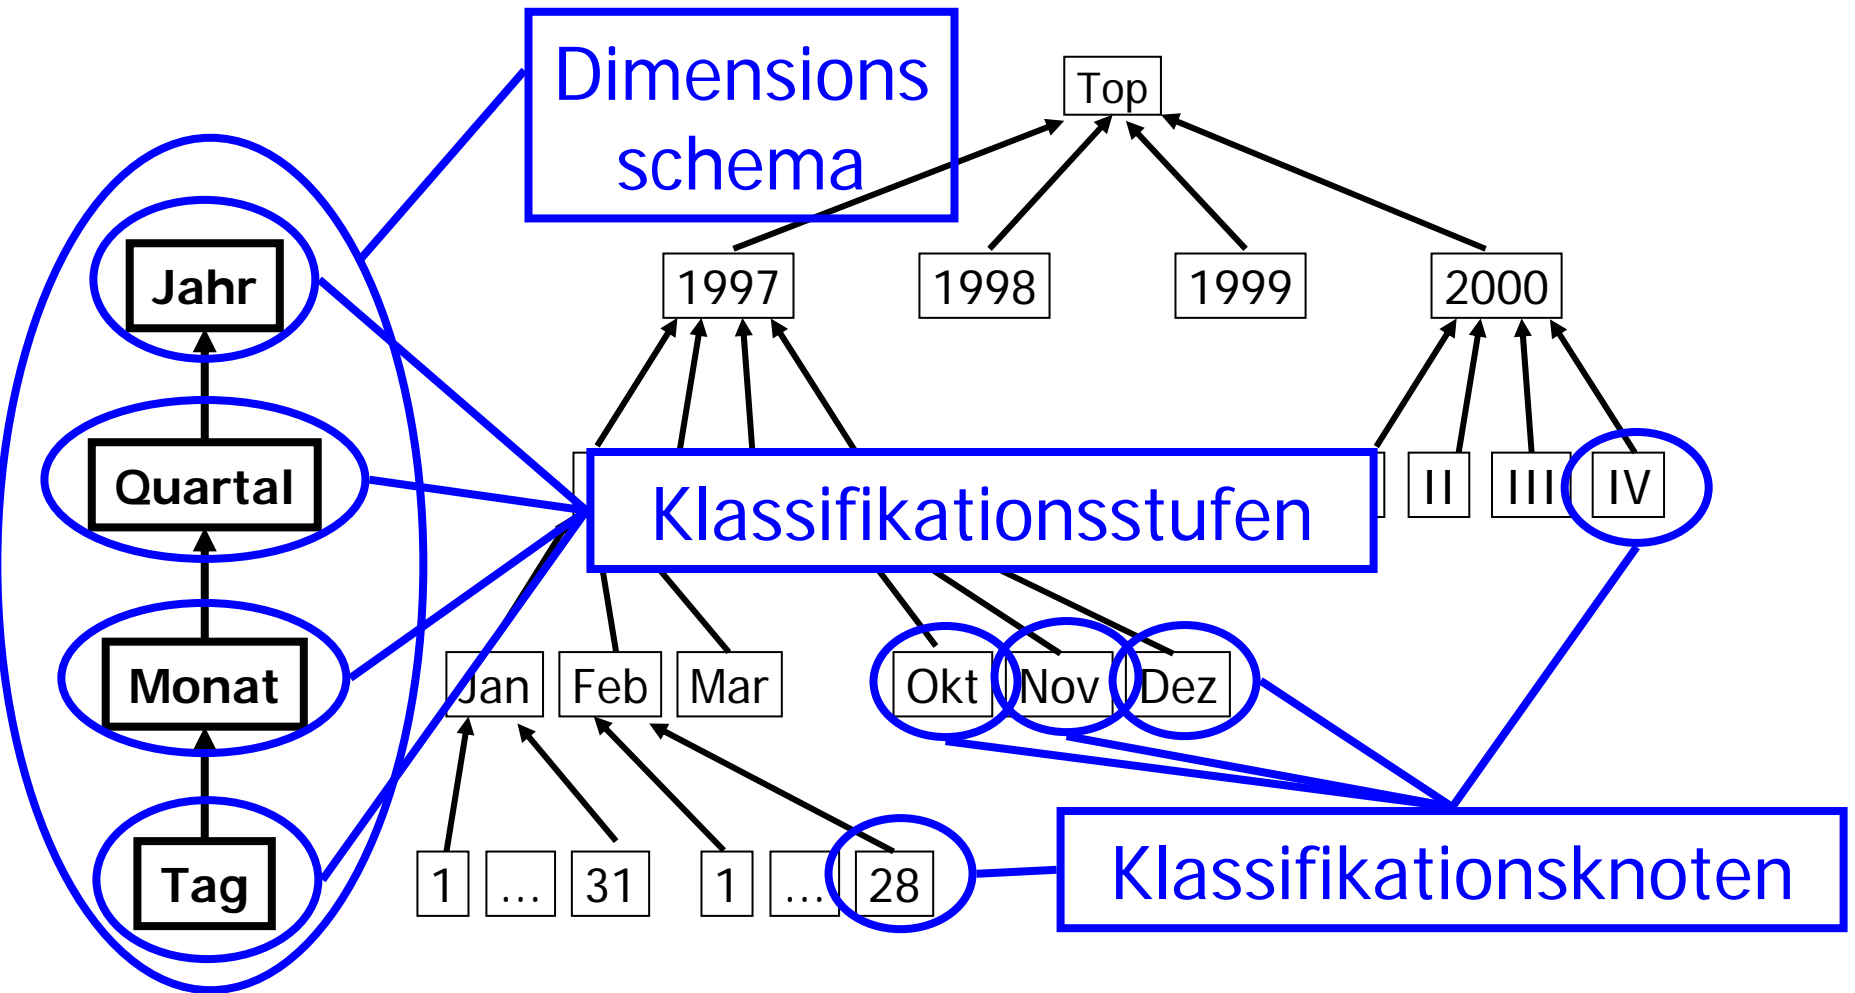 Dimensions
schema
Top
Jahr
1997
1998
1999
2000
Quartal
Klassifikationsstufen
II
III
IV
Monat
Jan
Feb
Mar
Okt
Nov
Dez
Tag
1
...
31
1
...
28
Klassifikationsknoten